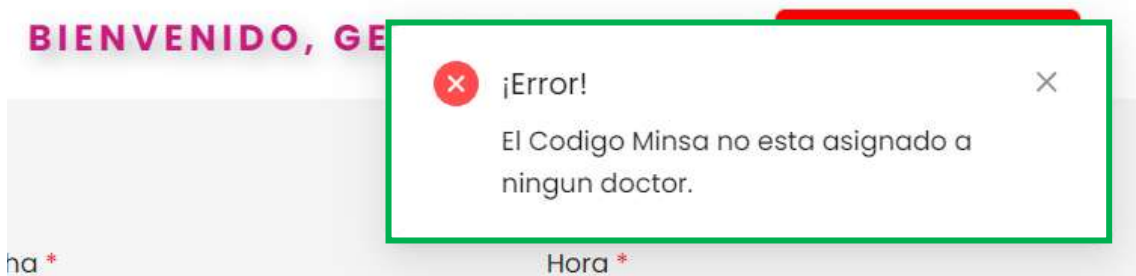 BIENVENIDO, GE
¡Error!
El Codigo Minsa no esta asignado a
ningun doctor.
ha *
Hora *